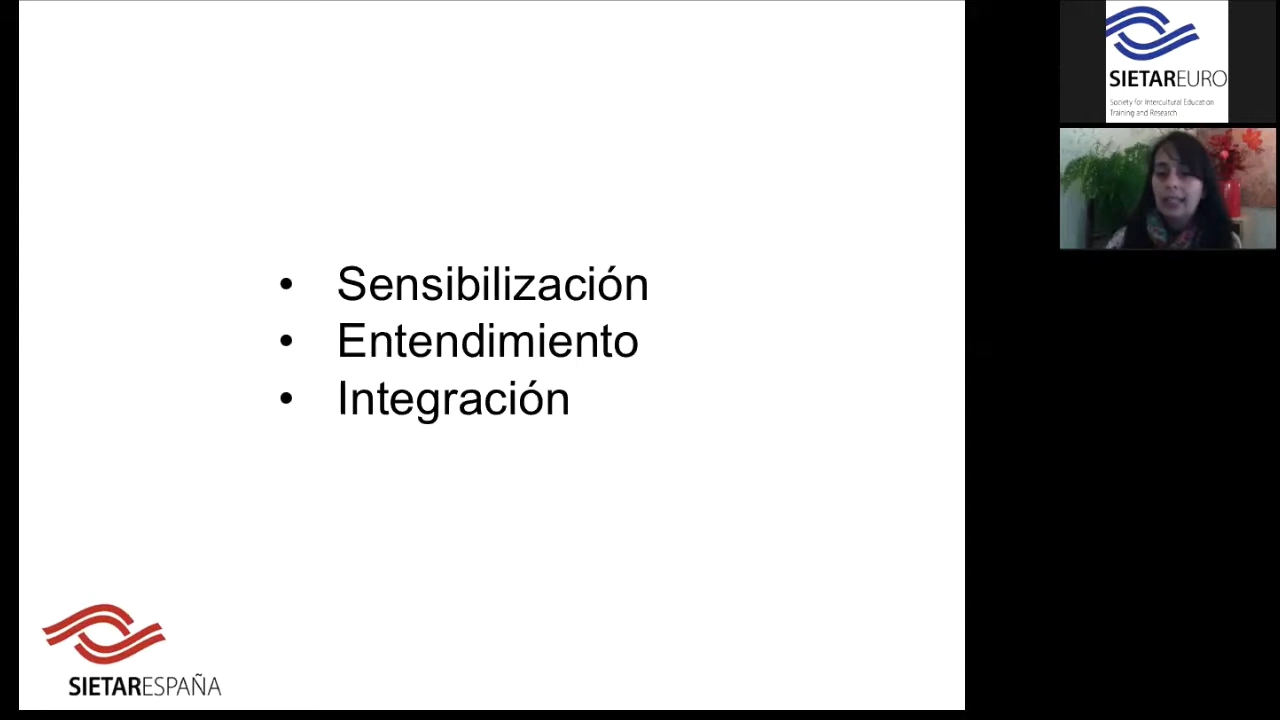 • Sensibilización
• Entendimiento
• Integración
SIETARESPAÑA
SIETAREURO
Society for Intercultural Education
Training and Research